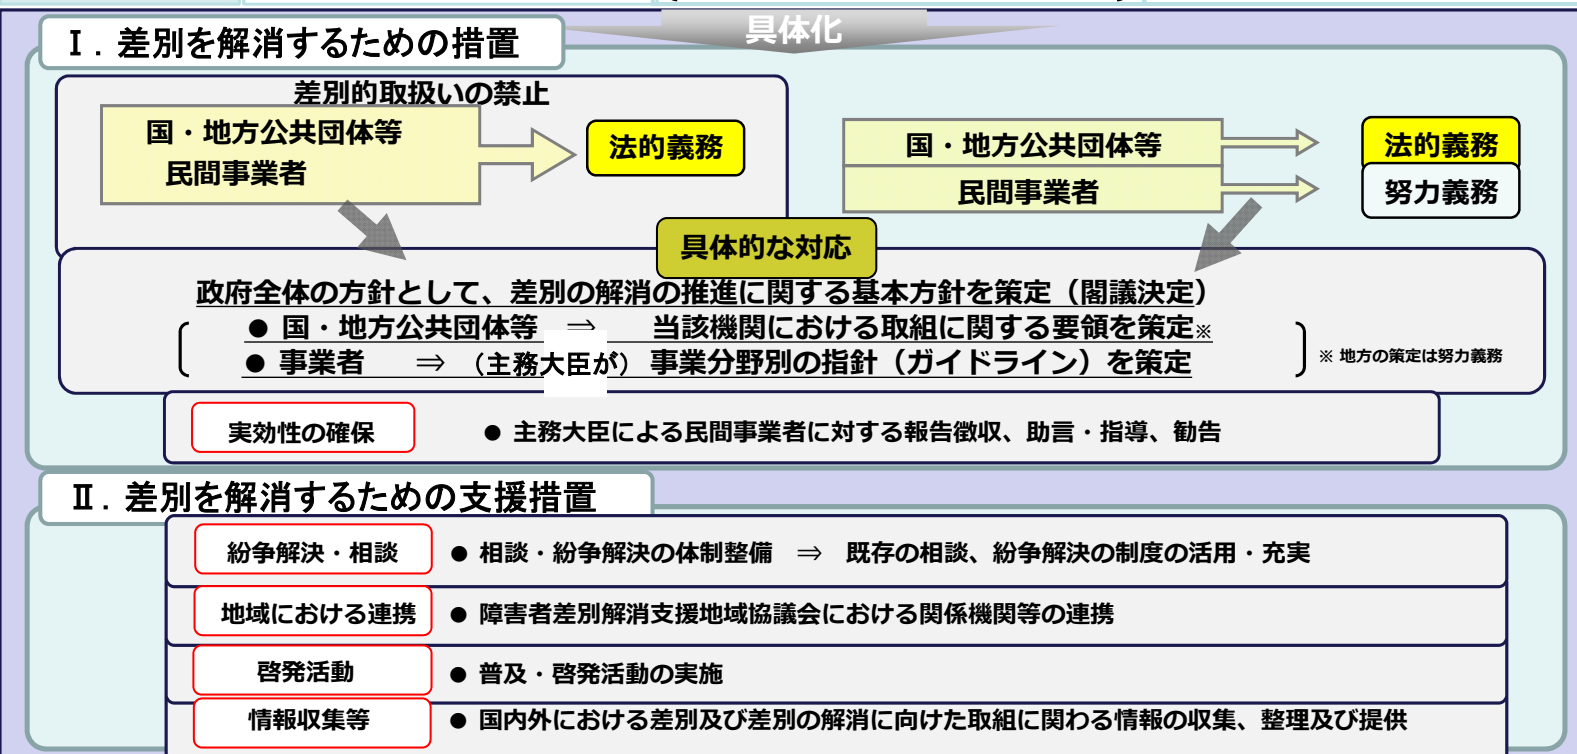 具体化
Ⅰ．差別を解消するための措置
差別的取扱いの禁止
国・地方公共団体等
民間事業者
法的義務
国・地方公共団体等
法的義務
民間事業者
努力義務
具体的な対応
政府全体の方針として、差別の解消の推進に関する基本方針を策定（閣議決定）
● 国・地方公共団体等 ⇒ 当該機関における取組に関する要領を策定※
● 事業者 ⇒ （主務大臣が） 事業分野別の指針（ガイドライン）を策定
※ 地方の策定は努力義務
実効性の確保
● 主務大臣による民間事業者に対する報告徴収、助言・指導、勧告
Ⅱ．差別を解消するための支援措置
紛争解決・相談
● 相談・紛争解決の体制整備 ⇒ 既存の相談、紛争解決の制度の活用・充実
地域における連携
● 障害者差別解消支援地域協議会における関係機関等の連携
啓発活動
● 普及・啓発活動の実施
情報収集等
● 国内外における差別及び差別の解消に向けた取組に関わる情報の収集、整理及び提供